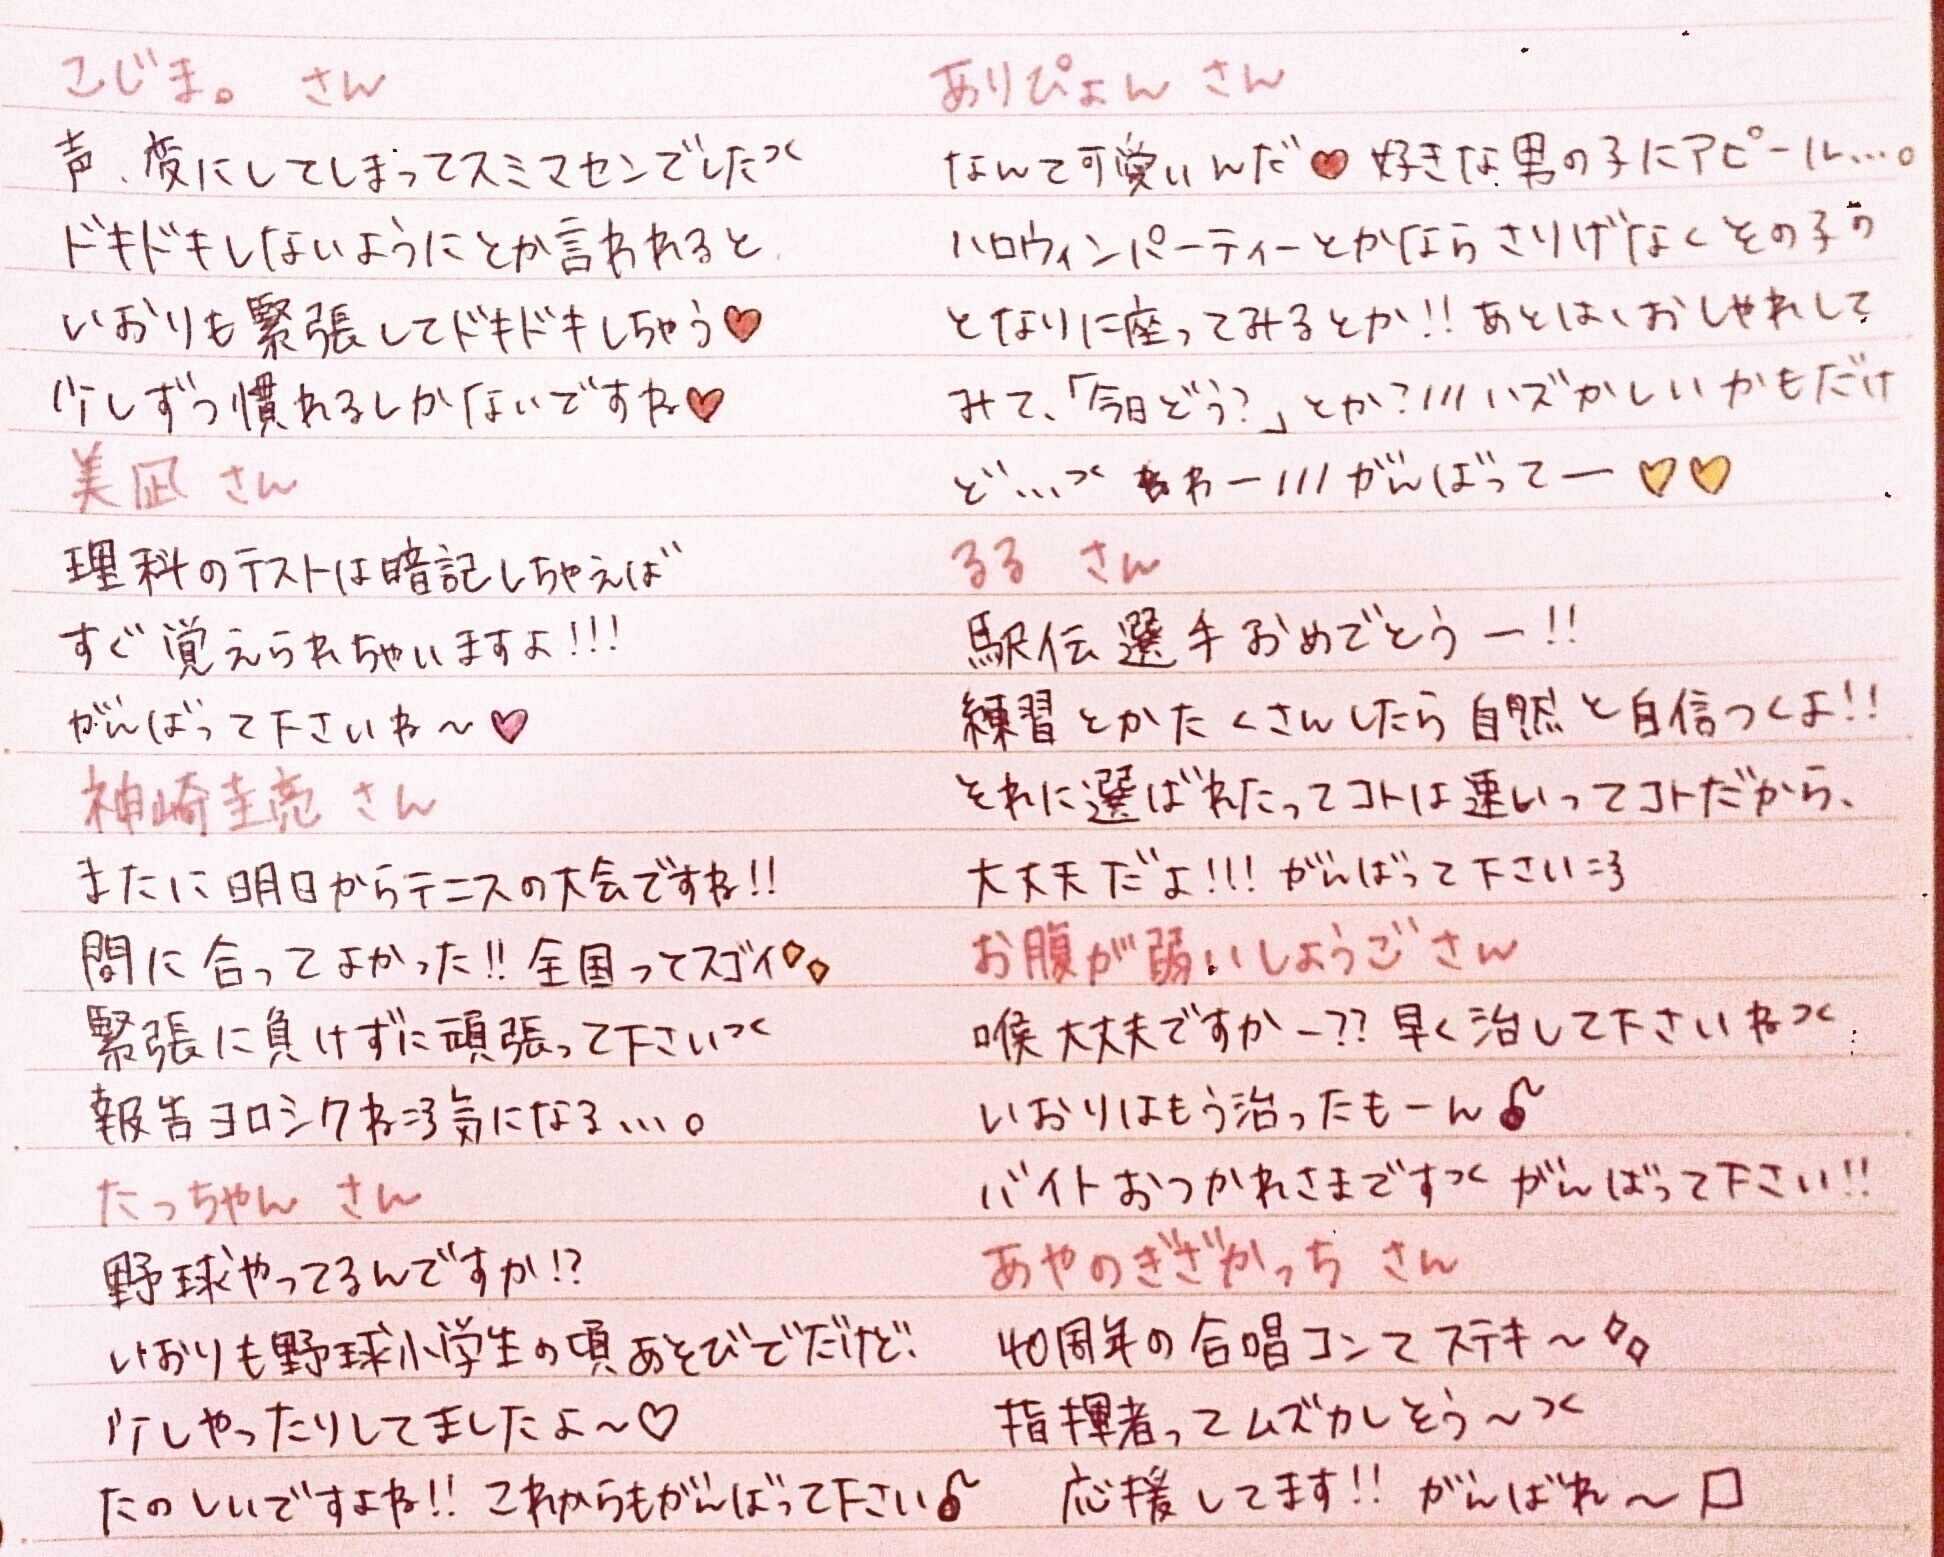 こじま。 さん
声、変にしてしまってスミマセンでした><
ドキドキしないようにとか言われると
いおりも緊張してドキドキしちゃう♥
少しずつ慣れるしかないですね♥
美凪 さん
理科のテストは暗記しちゃえば
すぐ覚えられちゃいますよ!!!
がんばって下さいね〜♥
神崎圭亮 さん
まさに明日からテニスの大会ですね!!
間に合ってよかった!! 全国ってスゴイ◇◇
緊張に負けずに頑張って下さい><
報告ヨロシクね=3 気になる…。
たっちゃん さん
野球やってるんですか!?
いおりも野球小学生の頃あそびでだけど、
少しやったりしてましたよ〜♡
たのしいですよね!! これからもがんばって下さい♪
ありぴょん さん
なんて可愛いんだ♥ 好きな男の子にアピール…。
ハロウィンパーティーとかなら さりげなくその子の
となりに座ってみるとか!! あとは、おしゃれして
みて、「今日どう?」とか?/// ハズかしいかもだけ
ど…>< きゃー///がんばってー♥♥
るる さん
駅伝選手おめでとうー!!
練習とかたくさんしたら自然と自信つくよ!!
それに選ばれたってコトは速いってコトだから、
大丈夫だよ!!! がんばって下さい=3
お腹が弱いしょうご さん
喉大丈夫ですかー?? 早く治して下さいね><
いおりはもう治ったもーん♪
バイトおつかれさまです>< がんばって下さい!!
あやのぎざかっち さん
40周年の合唱コンてステキ〜◇◇
指揮者ってムズカしそう〜><
応援してます!! がんばれ〜口